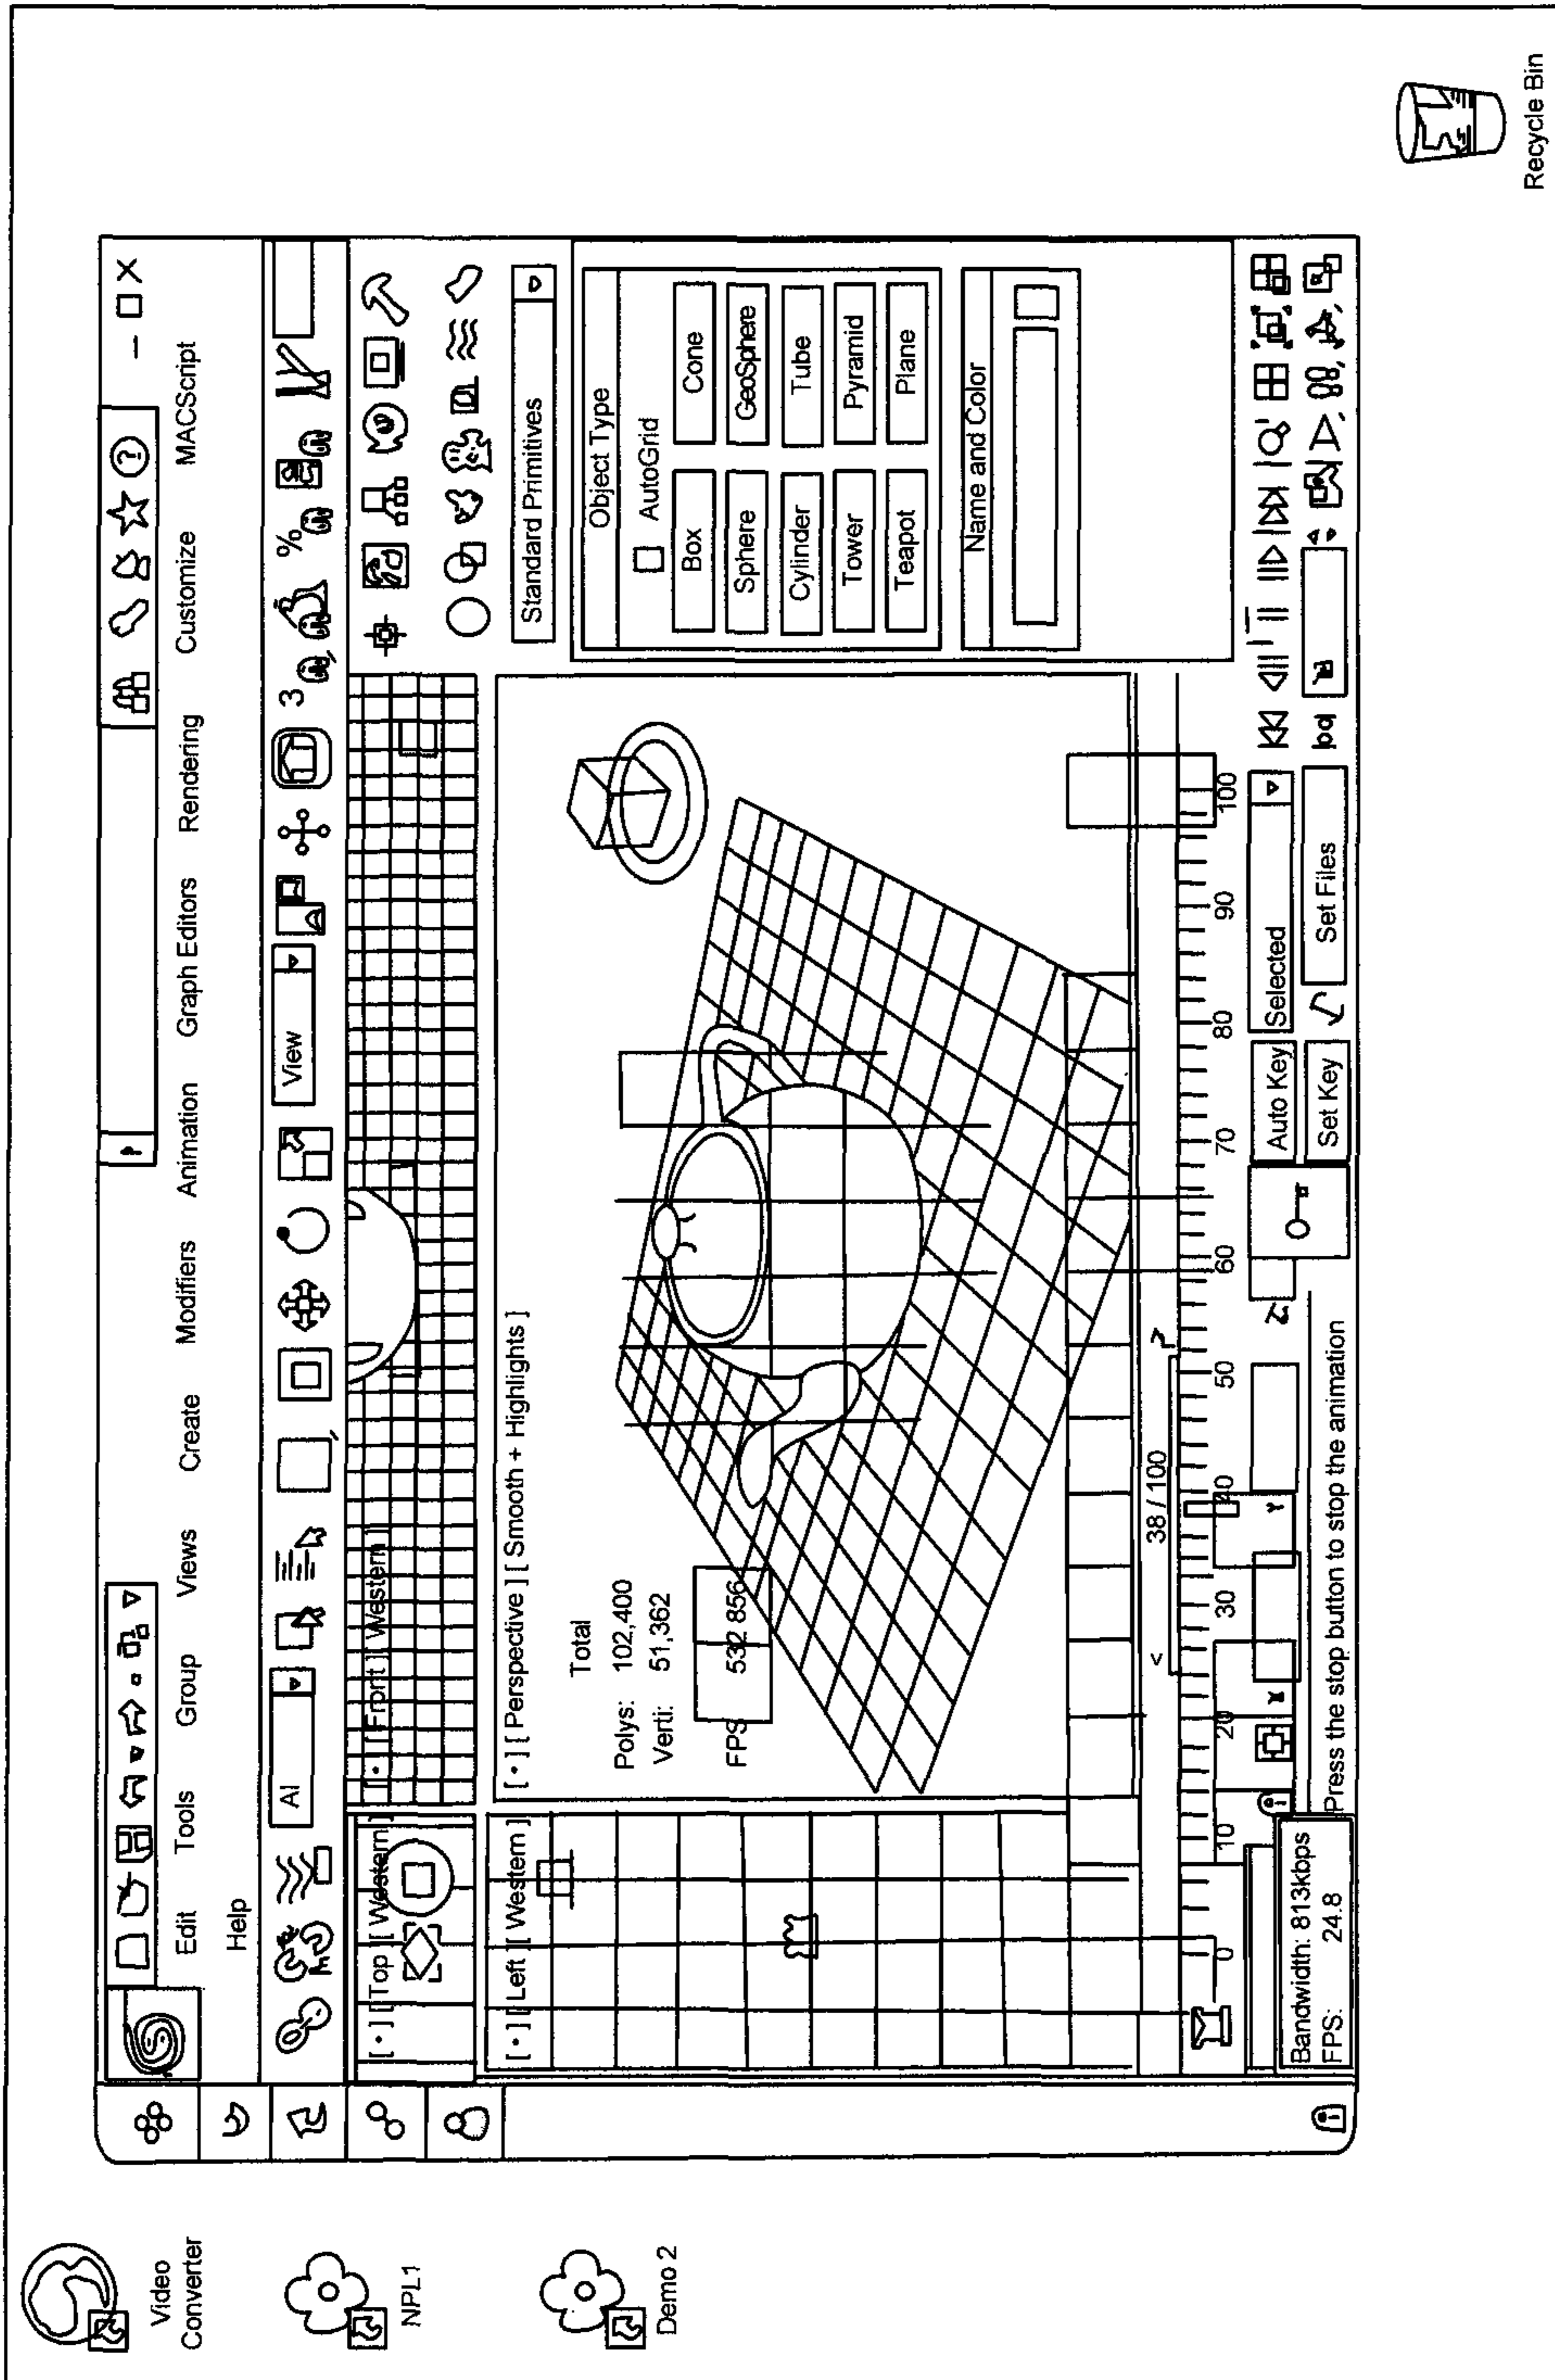 Video
Converter
NPL1
Demo 2
Edit Tools Group Views Create Modifiers Animation Graph Editors Rendering Customize MACScript
Help
Al
View
3 %
[ • ] [ Top ] [ Western ]
[ • ] [ Front ] [ Western ]
[ • ] [ Left ] [ Western ]
[ • ] [ Perspective ] [ Smooth + Highlights ]
Total
Polys: 102,400
Verti: 51,362
FPS: 532.856
Standard Primitives
Object Type
AutoGrid
Box Cone
Sphere GeoSphere
Cylinder Tube
Tower Pyramid
Teapot Plane
Name and Color
< 38 / 100
0 10 20 30 40 50 60 70 80 90 100
Auto Key Selected
Set Key Set Files
Bandwidth: 813kbps
FPS: 24.8
Press the stop button to stop the animation
Recycle Bin